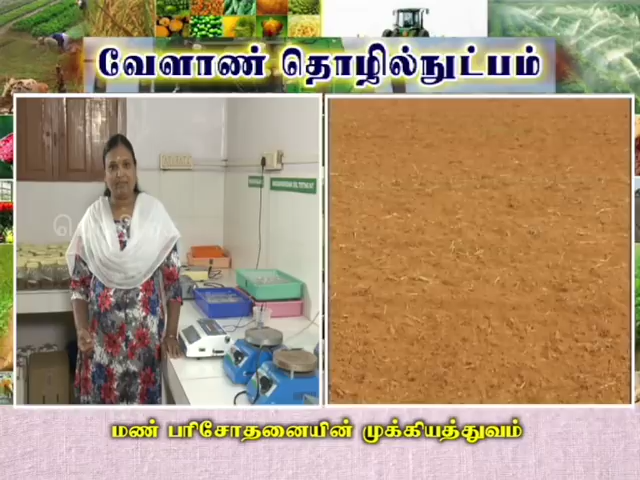 வேளாண் தொழில்நுட்பம்
மண் பரிசோதனையின் முக்கியத்துவம்